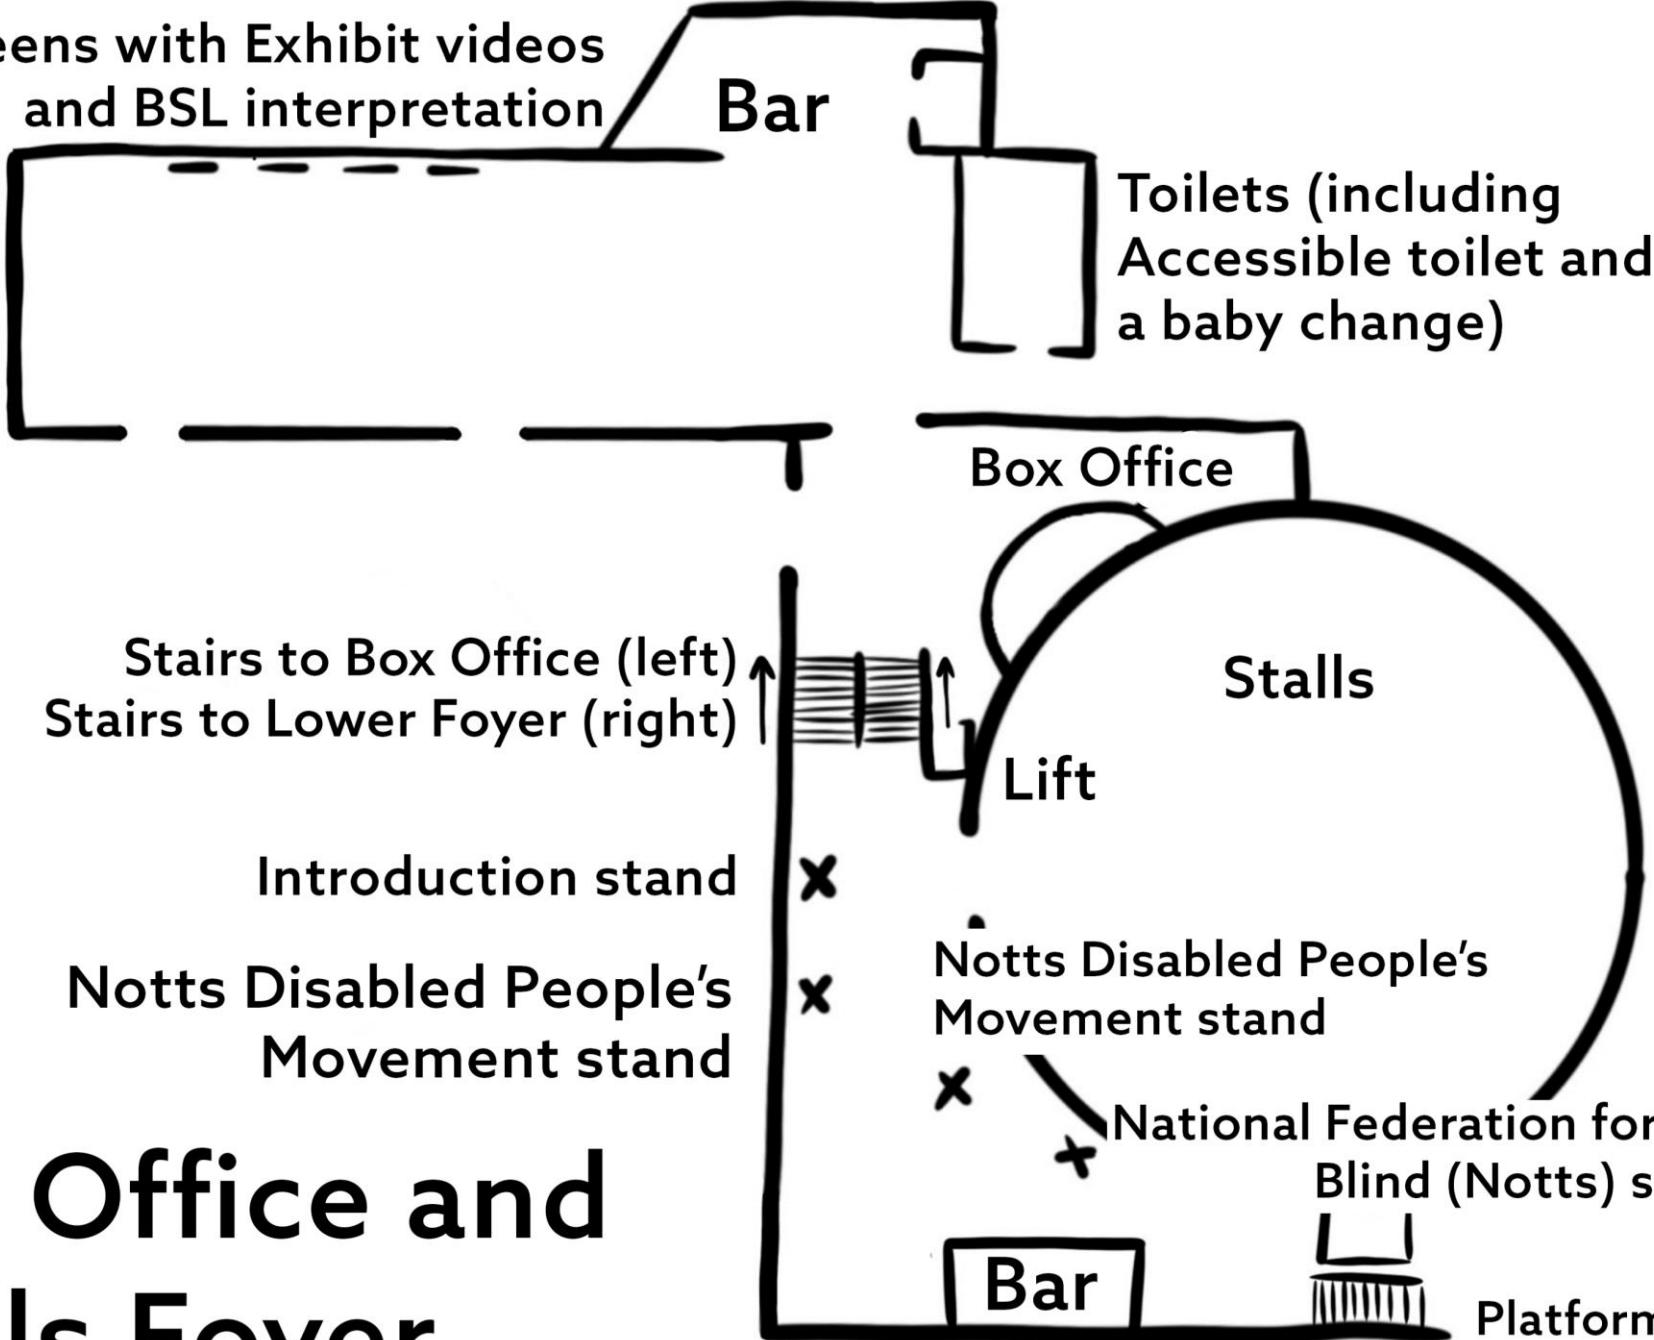 with Exhibit videos
and BSL interpretation
Bar
Toilets (including
Accessible toilet and
a baby change)
Box Office
Stairs to Box Office (left)
Stairs to Lower Foyer (right)
Stalls
Lift
Introduction stand
Notts Disabled People's
Movement stand
Notts Disabled People's
Movement stand
National Federation for
Blind (Notts)
Office and
Foyer
Bar
Platform